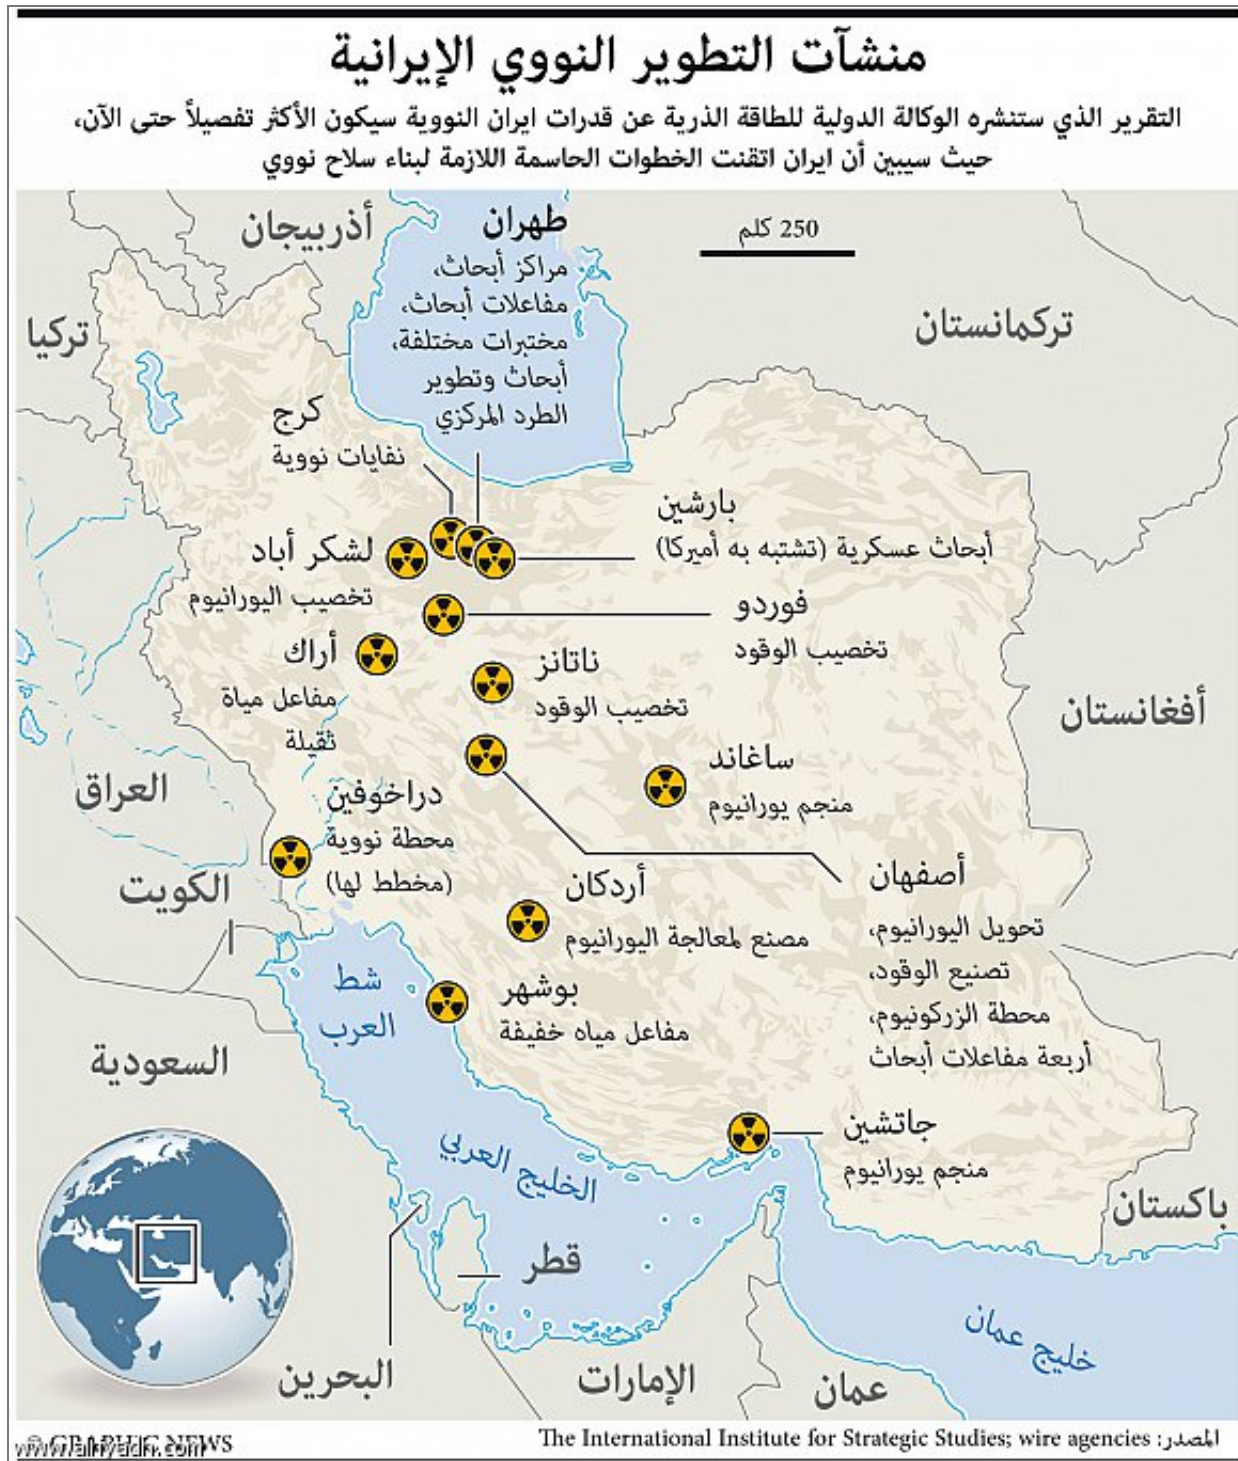 منشآت التطوير النووي الإيرانية
التقرير الذي ستنشره الوكالة الدولية للطاقة الذرية عن قدرات ايران النووية سيكون الأكثر تفصيلاً حتى الآن،
حيث سيبين أن ايران اتقنت الخطوات الحاسمة اللازمة لبناء سلاح نووي
250 كلم
أذربيجان
تركيا
تركمانستان
طهران
مراكز أبحاث،
مفاعلات أبحاث،
مختبرات مختلفة،
أبحاث وتطوير
الطرد المركزي
كرج
نفايات نووية
بارشين
أبحاث عسكرية (تشتبه به أميركا)
لشكر أباد
تخصيب اليورانيوم
فوردو
تخصيب الوقود
أراك
مفاعل مياة
ثقيلة
ناتانز
تخصيب الوقود
أفغانستان
ساغاند
منجم يورانيوم
العراق
دراخوفين
محطة نووية
(مخطط لها)
الكويت
أردكان
مصنع لمعالجة اليورانيوم
أصفهان
تحويل اليورانيوم،
تصنيع الوقود،
محطة الزركونيوم،
أربعة مفاعلات أبحاث
شط
العرب
بوشهر
مفاعل مياه خفيفة
السعودية
جاتشين
منجم يورانيوم
الخليج العربي
باكستان
قطر
خليج عمان
البحرين
الإمارات
عمان
المصدر: The International Institute for Strategic Studies; wire agencies
© GRAPHIC NEWS
www.alriyadh.com